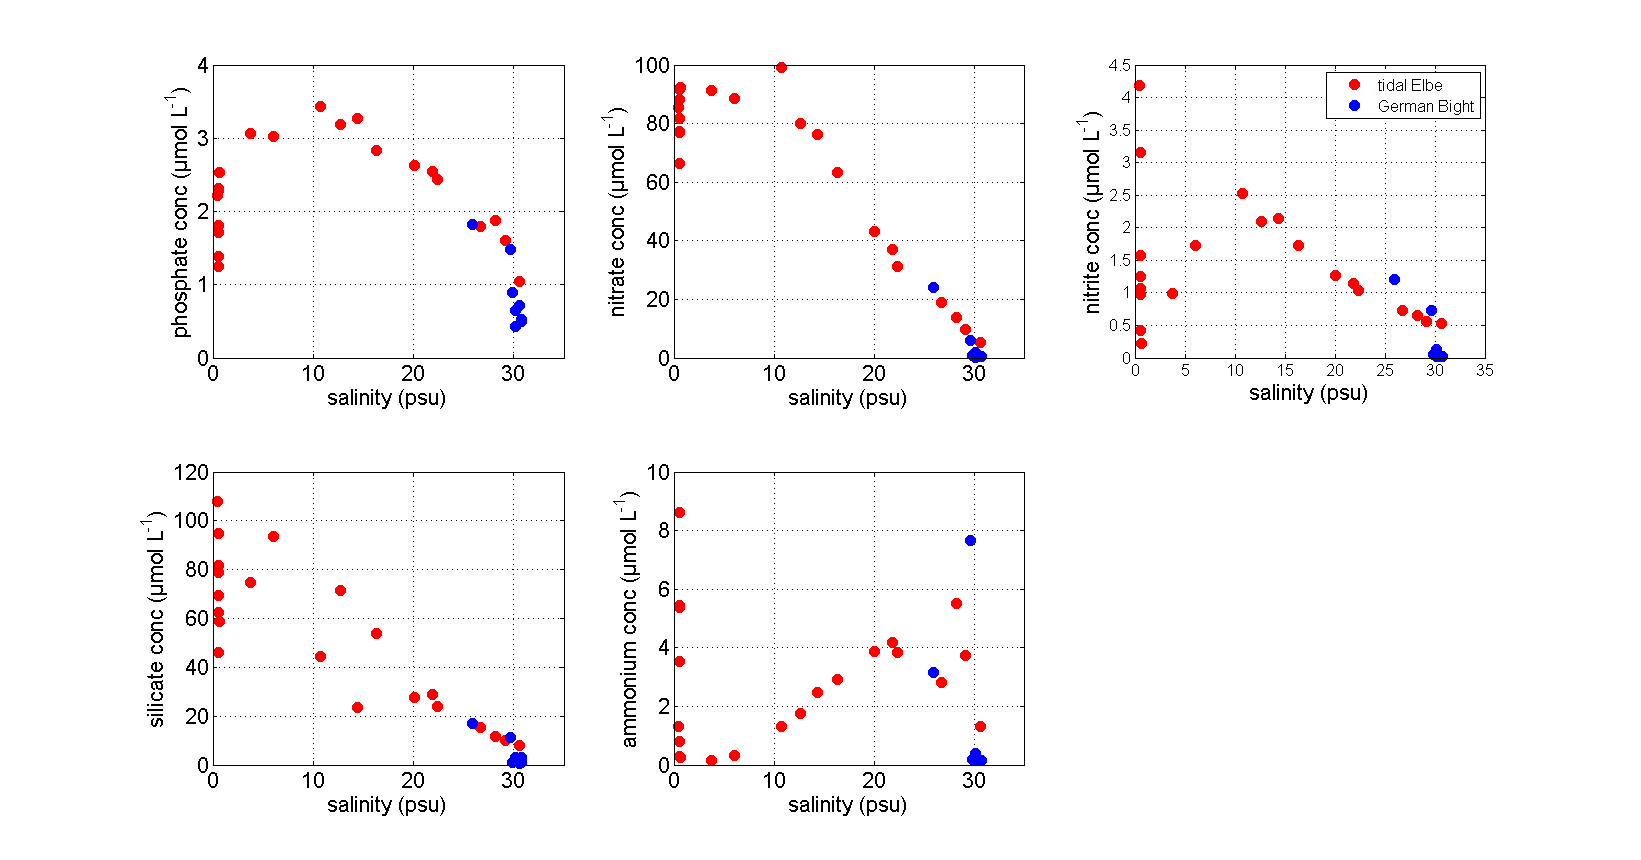 4
3
2
1
0
phosphate conc (µmol L-1)
0 10 20 30
salinity (psu)
100
80
60
40
20
0
nitrate conc (µmol L-1)
0 10 20 30
salinity (psu)
4.5
4
3.5
3
2.5
2
1.5
1
0.5
0
nitrite conc (µmol L-1)
tidal Elbe
German Bight
0 5 10 15 20 25 30 35
salinity (psu)
120
100
80
60
40
20
0
silicate conc (µmol L-1)
0 10 20 30
salinity (psu)
10
8
6
4
2
0
ammonium conc (µmol L-1)
0 10 20 30
salinity (psu)